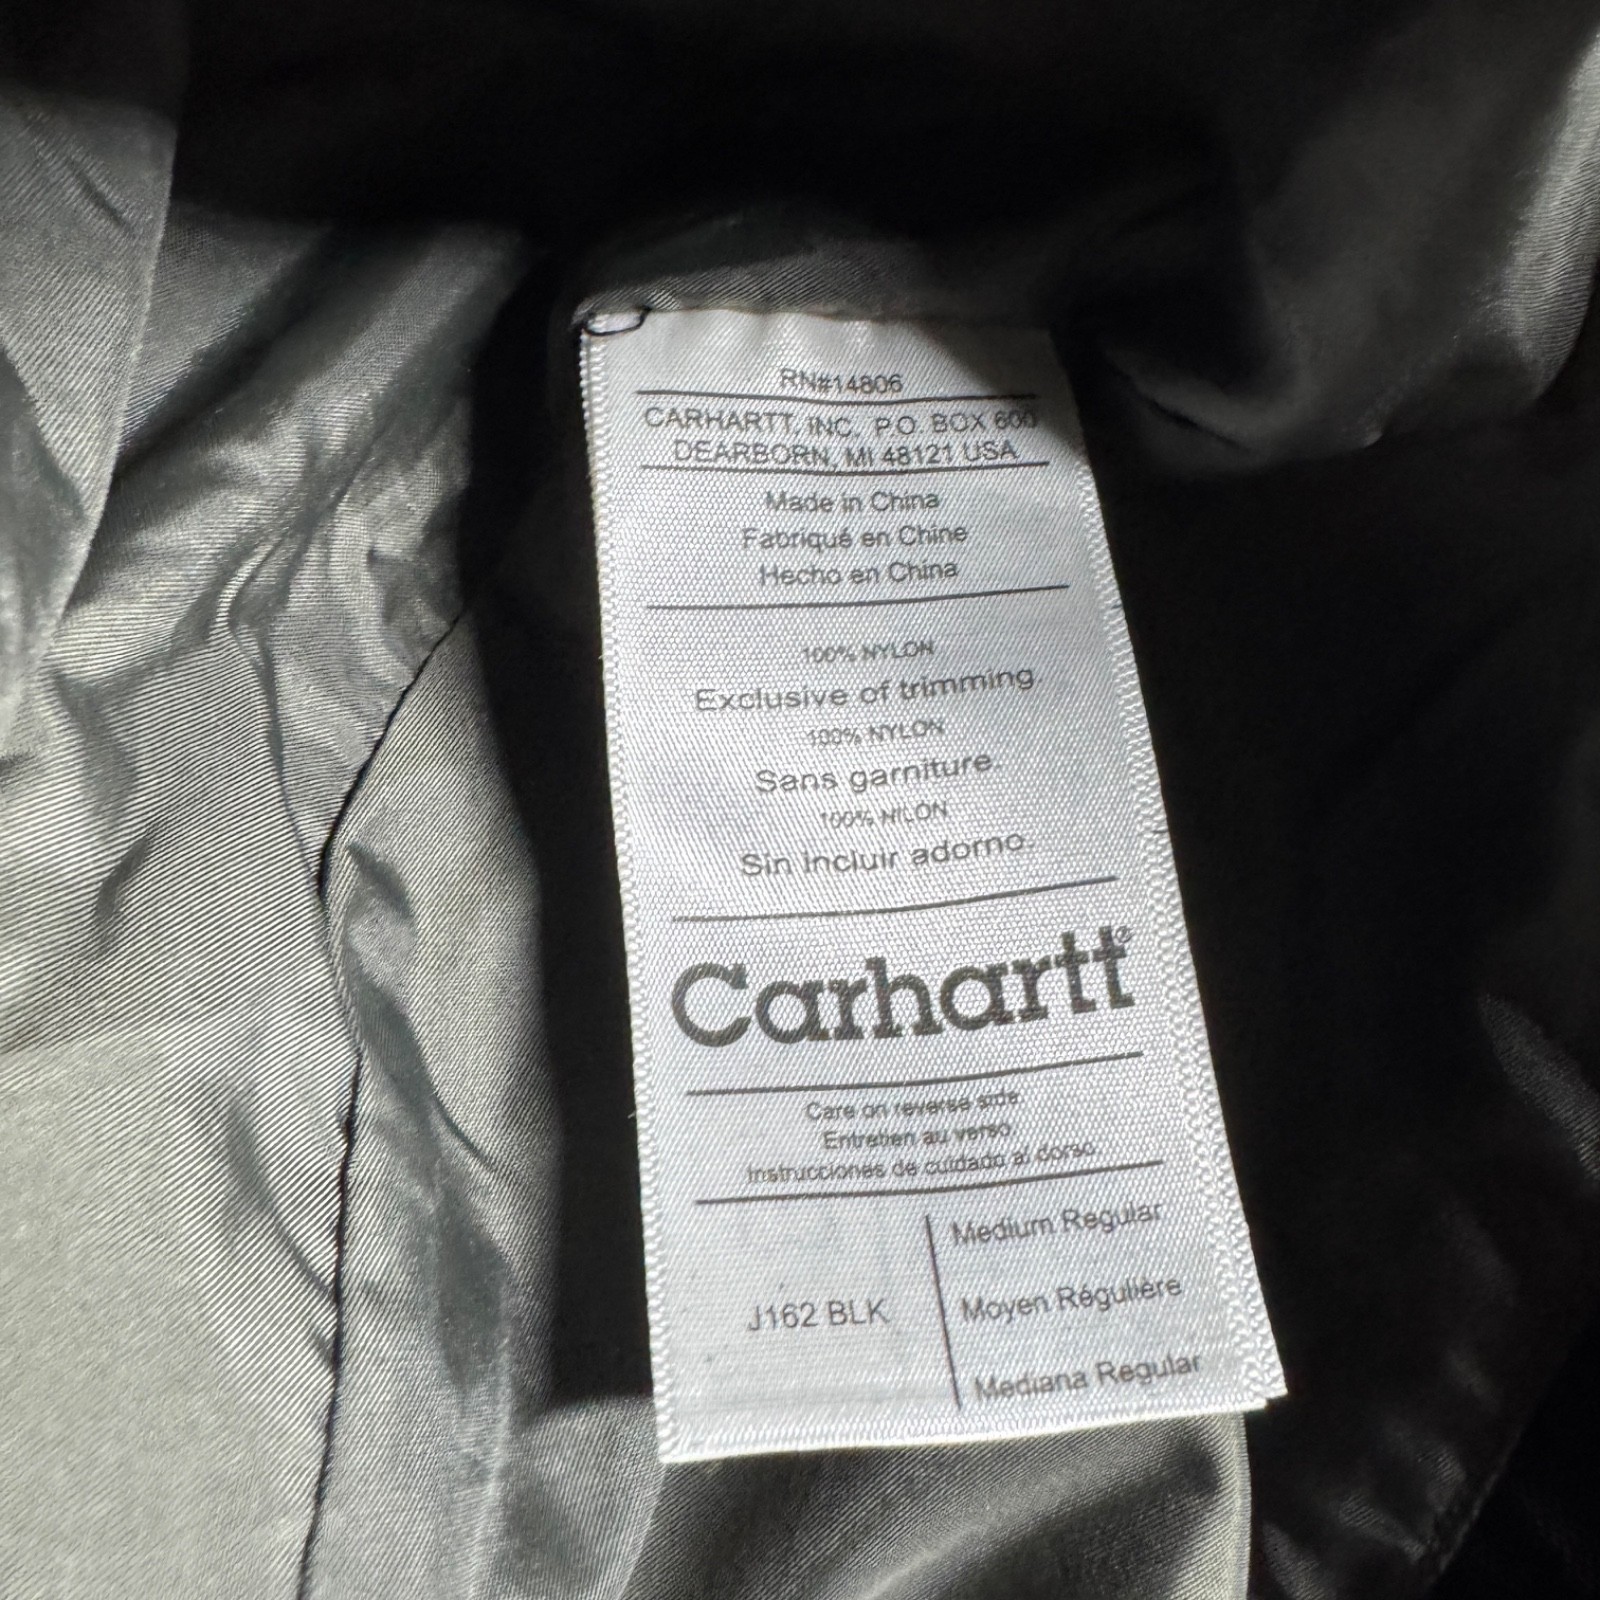 RN#14806
CARHARTT, INC. P.O. BOX 600
DEARBORN, MI 48121 USA
Made in China
Fabriqué en Chine
Hecho en China
100% NYLON
Exclusive of trimming.
100% NYLON
Sans garniture.
100% NILON
Sin incluir adorno.
Carhartt®
Care on reverse side.
Entretien au verso.
Instrucciones de cuidado al dorso.
J162 BLK
Medium Regular
Moyen Régulière
Mediana Regular